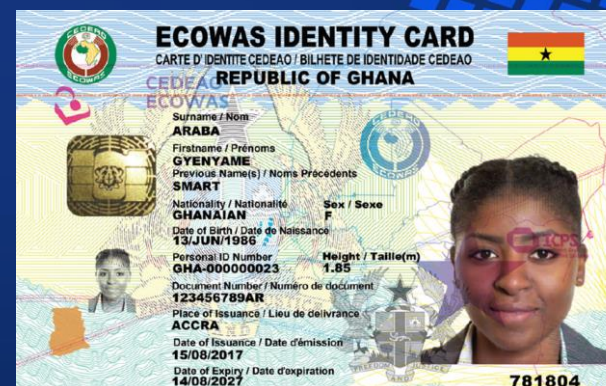 ECOWAS IDENTITY CARD
CARTE D'IDENTITE CEDEAO / BILHETE DE IDENTIDADE CEDEAO
REPUBLIC OF GHANA
CEDEAO
ECOWAS
Surname / Nom
ARABA
Firstname / Prénoms
GYENYAME
Previous Name(s) / Noms Précédents
SMART
Nationality / Nationalité Sex / Sexe
GHANAIAN F
Date of Birth / Date de Naissance
13/JUN/1986
Personal ID Number Height / Taille(m)
GHA-000000023 1.85
Document Number / Numéro de document
123456789AR
Place of Issuance / Lieu de delivrance
ACCRA
Date of Issuance / Date d'émission
15/08/2017
Date of Expiry / Date d'expiration
14/08/2027
781804